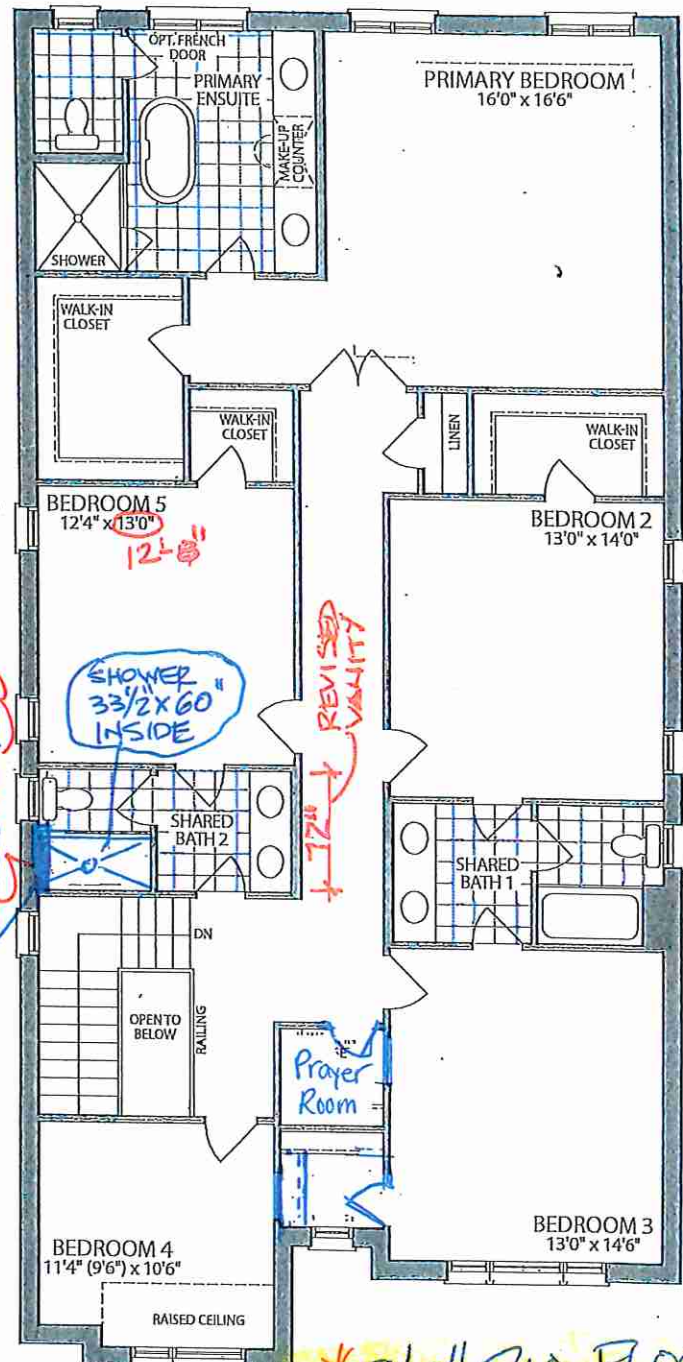 OPT. FRENCH
DOOR
PRIMARY
ENSUITE
MAKE-UP
COUNTER
PRIMARY BEDROOM
16'0" x 16'6"
SHOWER
WALK-IN
CLOSET
WALK-IN
CLOSET
LINEN
WALK-IN
CLOSET
BEDROOM 5
12'4" x 13'0"
BEDROOM 2
13'0" x 14'0"
SHOWER
33 1/2 X 60"
INSIDE
REVISED
VANITY
72"
SHARED
BATH 2
SHARED
BATH 1
DN
OPEN TO
BELOW
RAILING
Prayer
Room
BEDROOM 4
11'4" (9'6") x 10'6"
RAISED CEILING
BEDROOM 3
13'0" x 14'6"